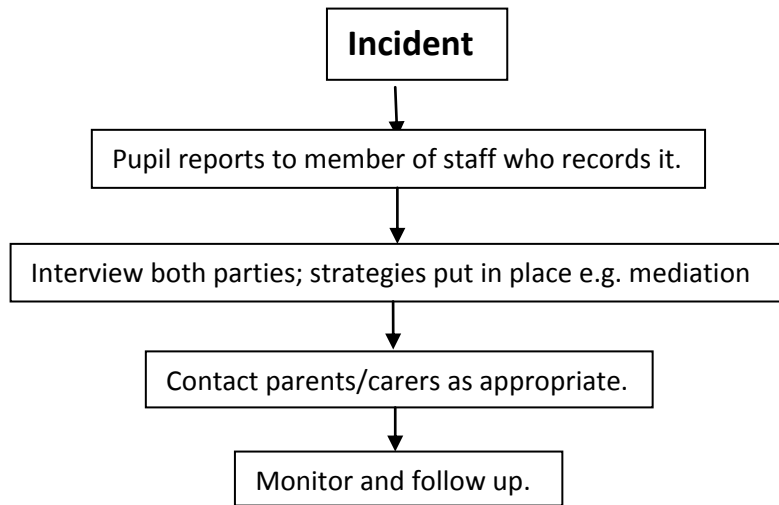 Incident
Pupil reports to member of staff who records it.
Interview both parties; strategies put in place e.g. mediation
Contact parents/carers as appropriate.
Monitor and follow up.